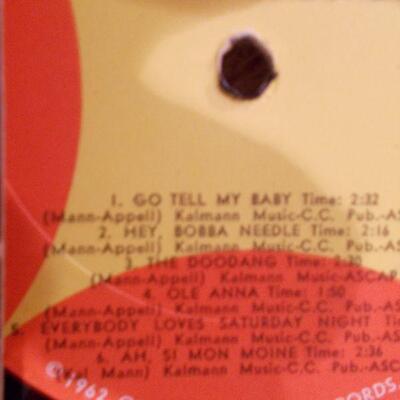 1. GO TELL MY BABY Time: 2:32
(Mann-Appell) Kalmann Music-C.C. Pub.-AS
2. HEY, BOBBA NEEDLE Time: 2:16
(Mann-Appell) Kalmann Music-C.C. Pub.-AS
3. THE DOODANG Time: 2:30
(Mann-Appell) Kalmann Music-ASCAP
4. OLE ANNA Time: 1:50
(Mann-Appell) Kalmann Music-C.C. Pub.-AS
5. EVERYBODY LOVES SATURDAY NIGHT Ti
(Mann-Appell) Kalmann Music-C.C. Pub.-AS
6. AH, SI MON MOINE Time: 2:36
(Kal Mann) Kalmann Music-C.C. Pub.-ASC
©1962 C
ORDS,